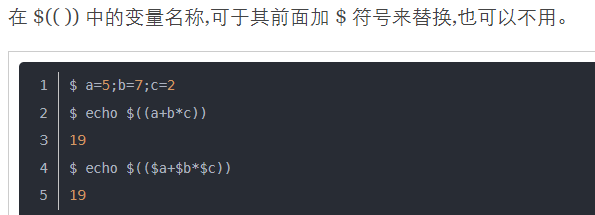 在 $(( )) 中的变量名称,可于其前面加 $ 符号来替换,也可以不用。
1 $ a=5;b=7;c=2
2 $ echo $((a+b*c))
3 19
4 $ echo $(($a+$b*$c))
5 19